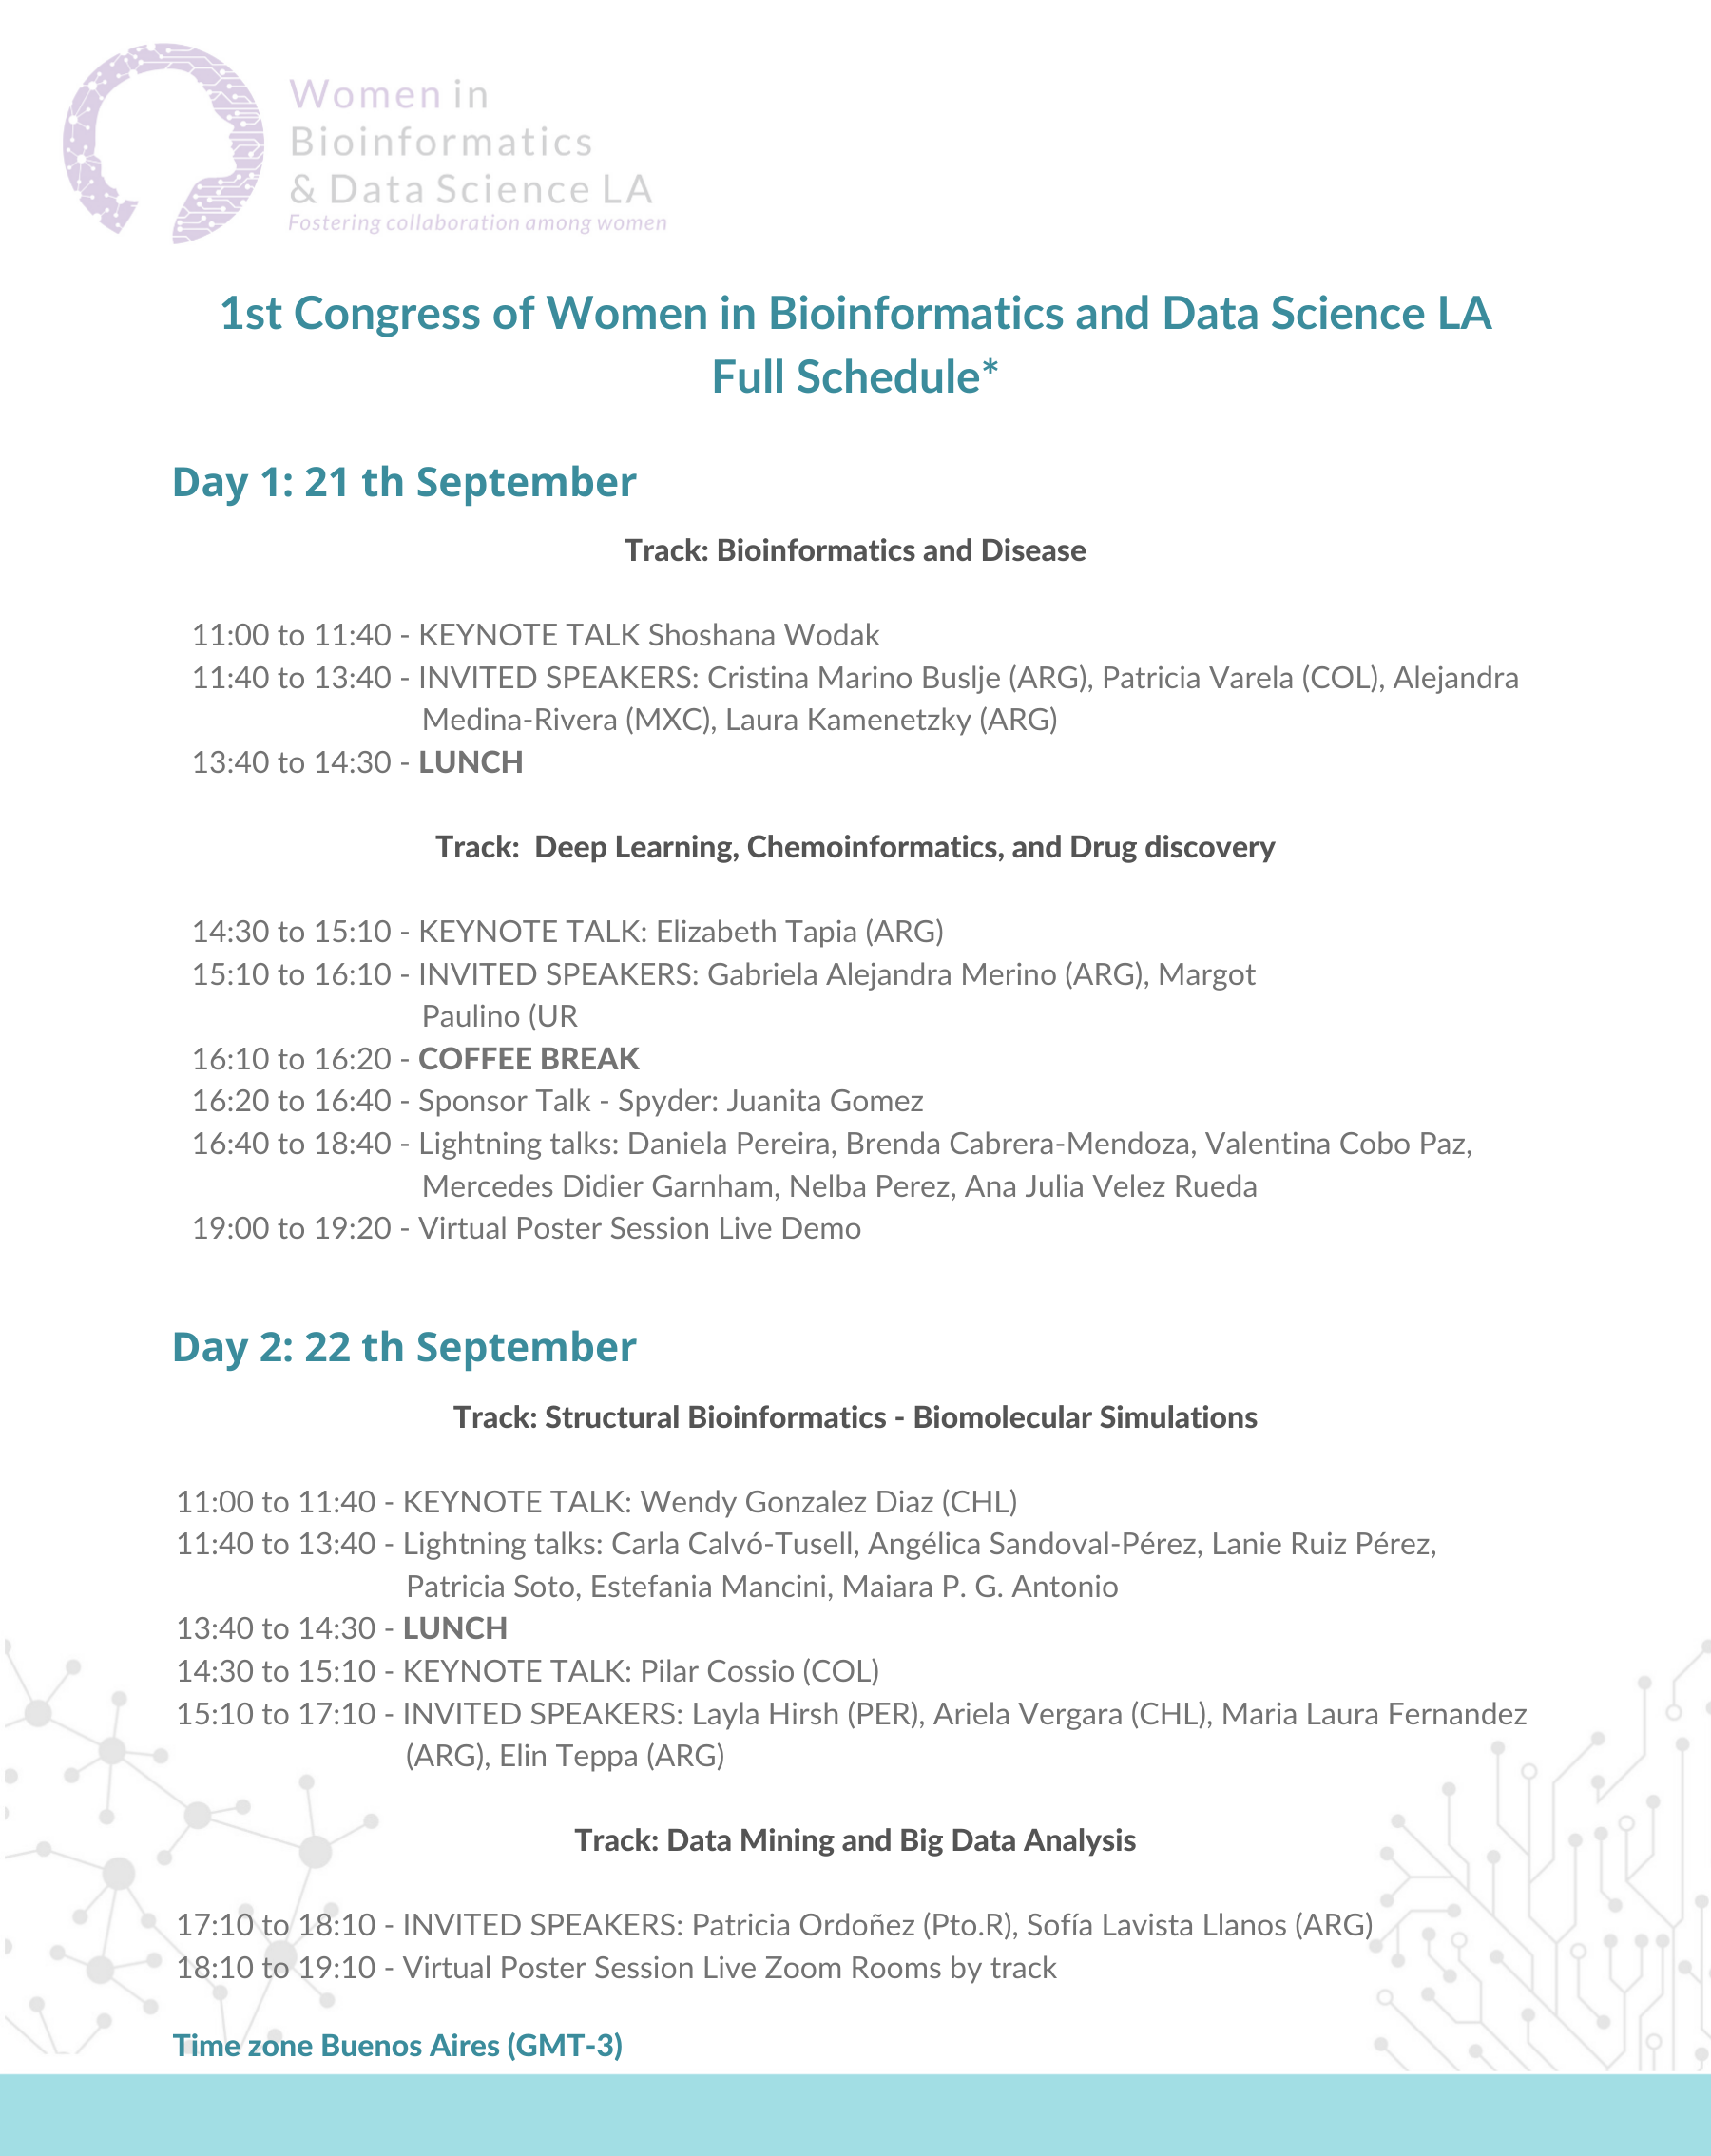 Women in
Bioinformatics
& Data Science LA
Fostering collaboration among women
1st Congress of Women in Bioinformatics and Data Science LA
Full Schedule*
Day 1: 21 th September
Track: Bioinformatics and Disease
11:00 to 11:40 - KEYNOTE TALK Shoshana Wodak
11:40 to 13:40 - INVITED SPEAKERS: Cristina Marino Buslje (ARG), Patricia Varela (COL), Alejandra
Medina-Rivera (MXC), Laura Kamenetzky (ARG)
13:40 to 14:30 - LUNCH
Track: Deep Learning, Chemoinformatics, and Drug discovery
14:30 to 15:10 - KEYNOTE TALK: Elizabeth Tapia (ARG)
15:10 to 16:10 - INVITED SPEAKERS: Gabriela Alejandra Merino (ARG), Margot
Paulino (UR
16:10 to 16:20 - COFFEE BREAK
16:20 to 16:40 - Sponsor Talk - Spyder: Juanita Gomez
16:40 to 18:40 - Lightning talks: Daniela Pereira, Brenda Cabrera-Mendoza, Valentina Cobo Paz,
Mercedes Didier Garnham, Nelba Perez, Ana Julia Velez Rueda
19:00 to 19:20 - Virtual Poster Session Live Demo
Day 2: 22 th September
Track: Structural Bioinformatics - Biomolecular Simulations
11:00 to 11:40 - KEYNOTE TALK: Wendy Gonzalez Diaz (CHL)
11:40 to 13:40 - Lightning talks: Carla Calvó-Tusell, Angélica Sandoval-Pérez, Lanie Ruiz Pérez,
Patricia Soto, Estefania Mancini, Maiara P. G. Antonio
13:40 to 14:30 - LUNCH
14:30 to 15:10 - KEYNOTE TALK: Pilar Cossio (COL)
15:10 to 17:10 - INVITED SPEAKERS: Layla Hirsh (PER), Ariela Vergara (CHL), Maria Laura Fernandez
(ARG), Elin Teppa (ARG)
Track: Data Mining and Big Data Analysis
17:10 to 18:10 - INVITED SPEAKERS: Patricia Ordoñez (Pto.R), Sofía Lavista Llanos (ARG)
18:10 to 19:10 - Virtual Poster Session Live Zoom Rooms by track
Time zone Buenos Aires (GMT-3)